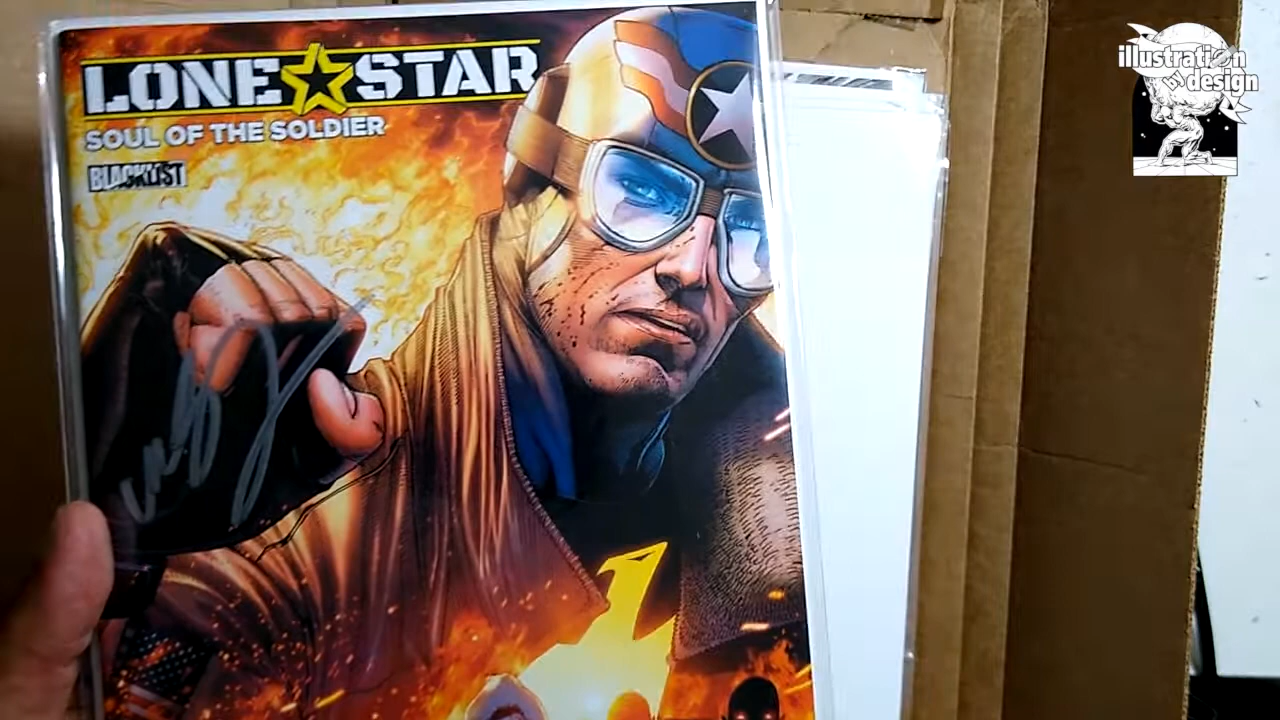 LONE STAR
SOUL OF THE SOLDIER
BLACKLIST
illustration
design